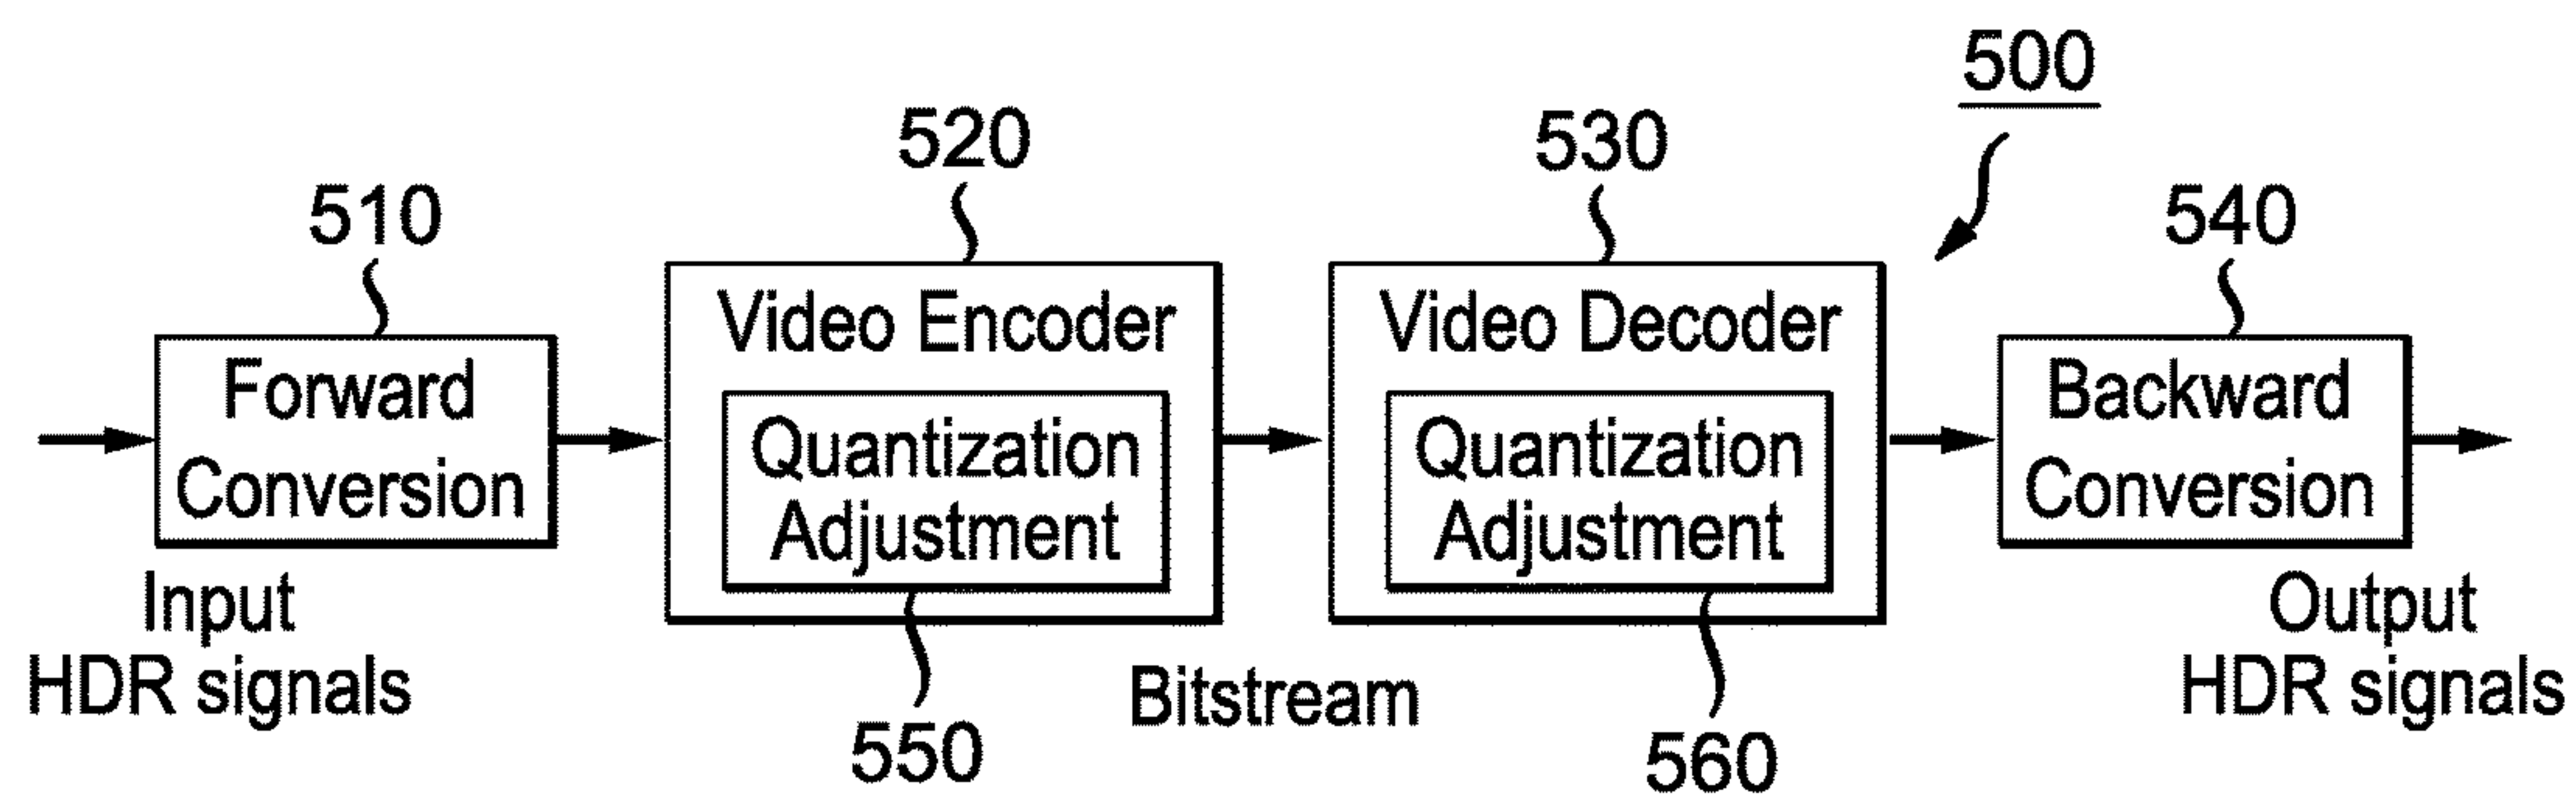 500
520
530
510
540
Video Encoder
Video Decoder
Forward
Conversion
Quantization
Adjustment
Quantization
Adjustment
Backward
Conversion
Input
HDR signals
Bitstream
Output
HDR signals
550
560